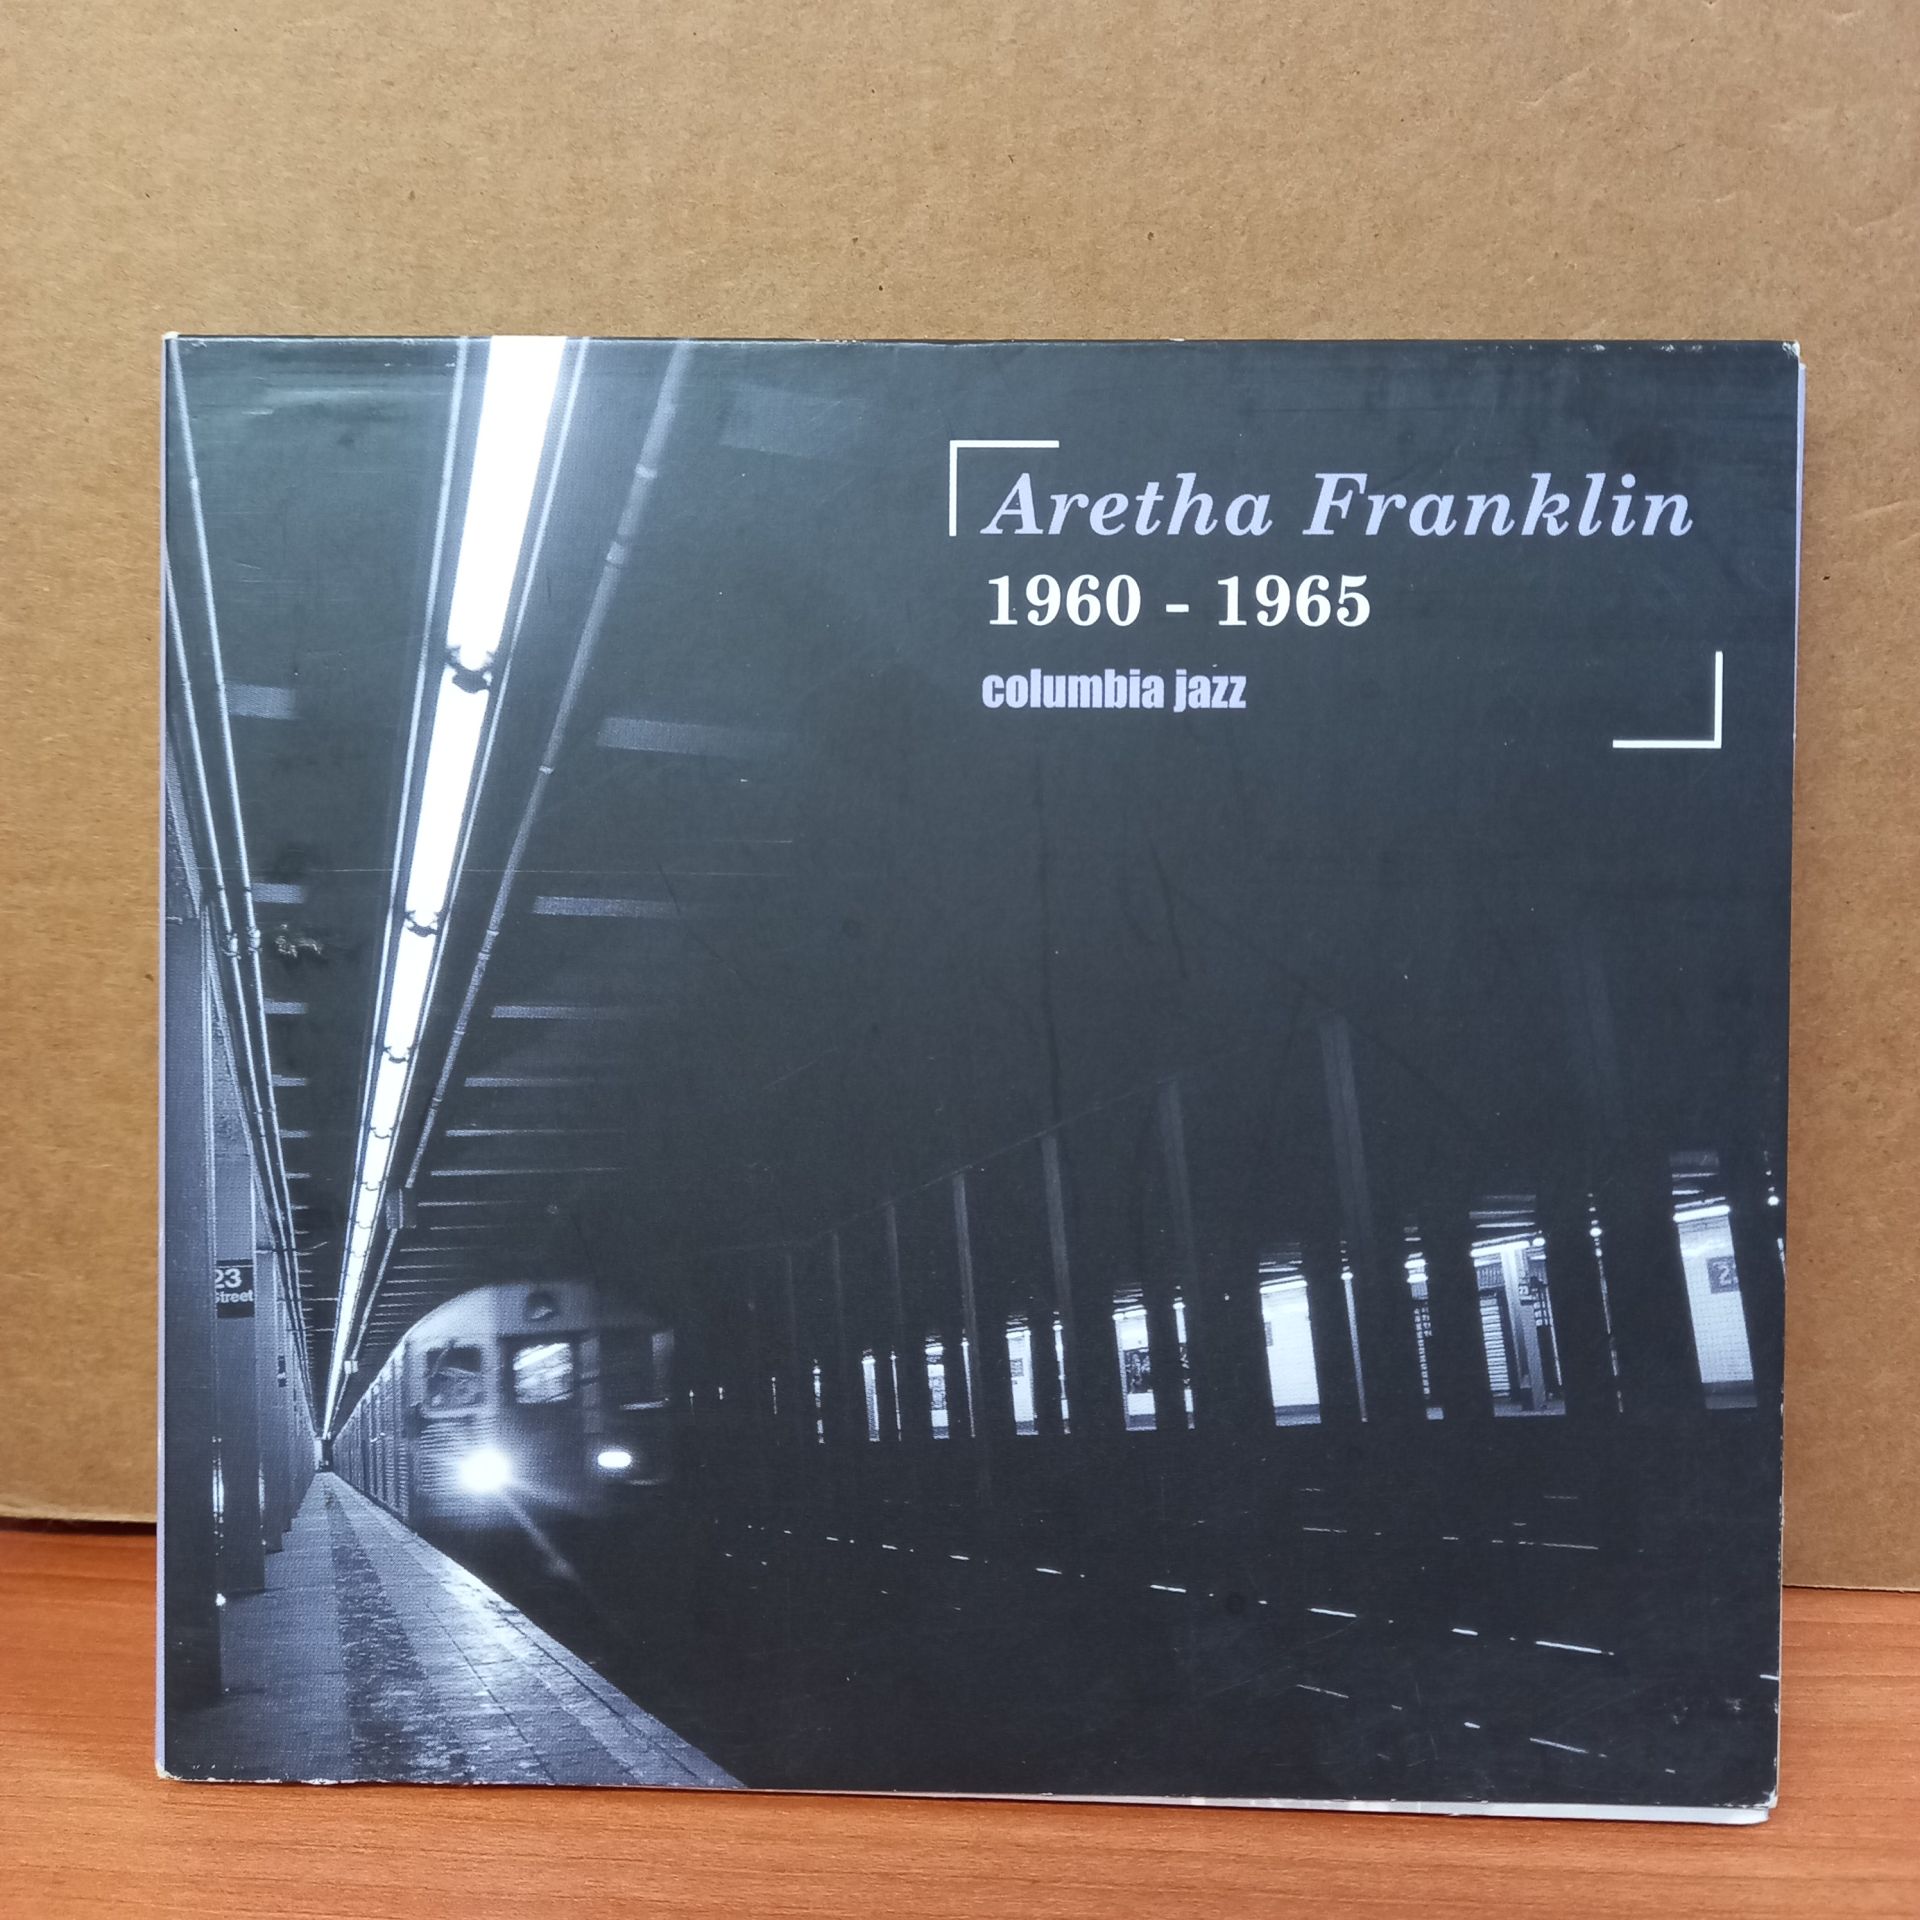 Aretha Franklin
1960 - 1965
columbia jazz
23
Street